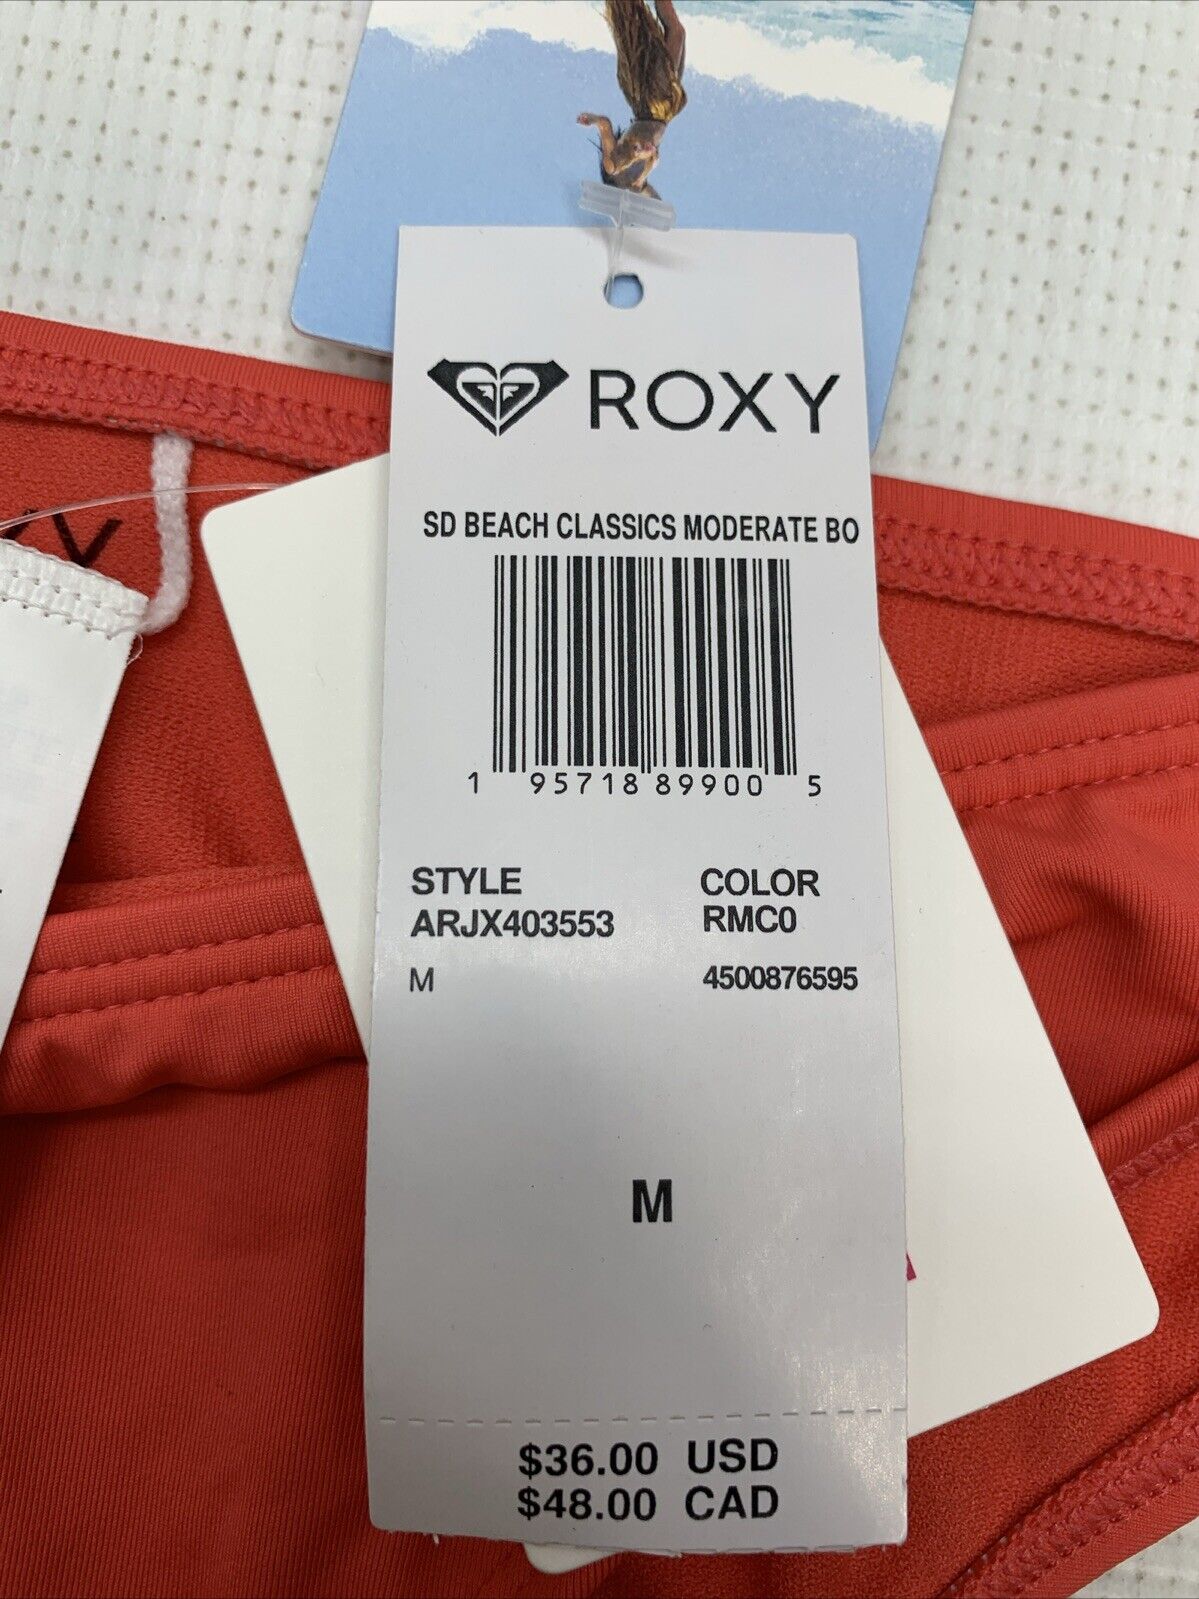 ROXY
SD BEACH CLASSICS MODERATE BO
1 95718 89900 5
STYLE COLOR
ARJX403553 RMC0
M 4500876595
M
$36.00 USD
$48.00 CAD